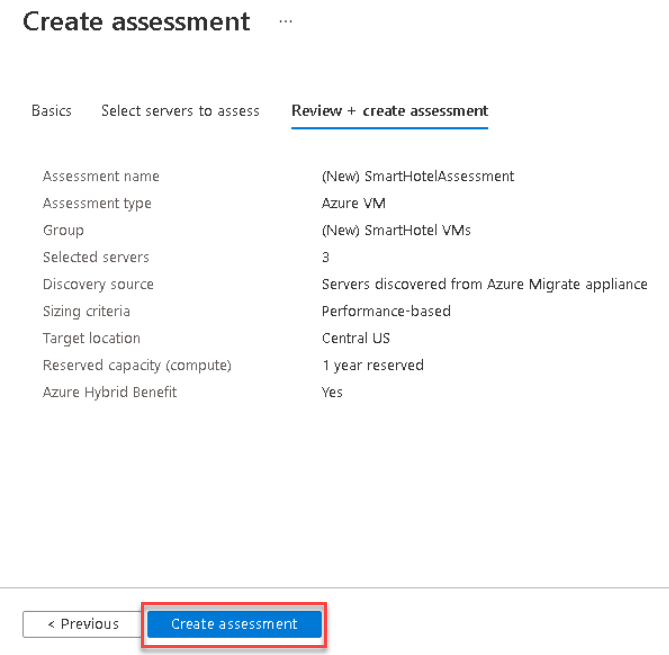 Create assessment ...
Basics Select servers to assess Review + create assessment
Assessment name (New) SmartHotelAssessment
Assessment type Azure VM
Group (New) SmartHotel VMs
Selected servers 3
Discovery source Servers discovered from Azure Migrate appliance
Sizing criteria Performance-based
Target location Central US
Reserved capacity (compute) 1 year reserved
Azure Hybrid Benefit Yes
< Previous Create assessment